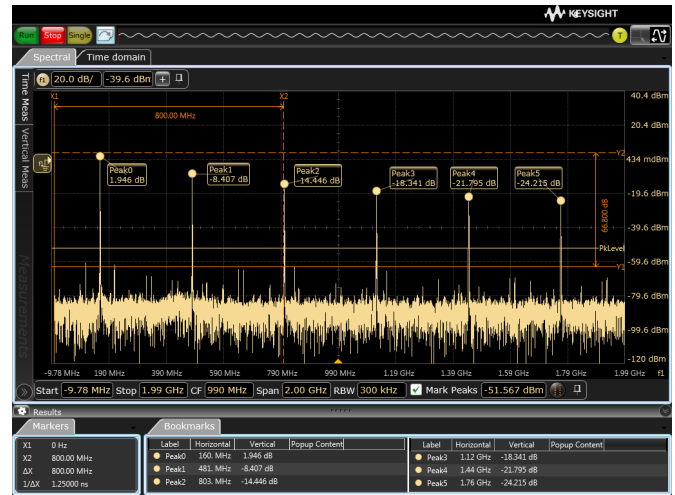 KEYSIGHT
Run Stop Single T
Spectral Time domain
Time Meas
Vertical Meas
Measurements
f1 20.0 dB/ -39.6 dBm +
X1 X2 40.4 dBm
800.00 MHz
20.4 dBm
Y2 434 mdBm
Peak0
1.946 dB
Peak1
-8.407 dB
Peak2
-14.446 dB
Peak3
-18.341 dB
Peak4
-21.795 dB
Peak5
-24.215 dB
-19.6 dBm
66.800 dB
-39.6 dBm
PkLevel
-59.6 dBm
Y1
-79.6 dBm
-99.6 dBm
-120 dBm
-9.78 MHz 190 MHz 390 MHz 590 MHz 790 MHz 990 MHz 1.19 GHz 1.39 GHz 1.59 GHz 1.79 GHz 1.99 GHz f1
Start -9.78 MHz Stop 1.99 GHz CF 990 MHz Span 2.00 GHz RBW 300 kHz Mark Peaks -51.567 dBm
Results
Markers Bookmarks
X1 0 Hz
X2 800.00 MHz
ΔX 800.00 MHz
1/ΔX 1.25000 ns
Label Horizontal Vertical Popup Content
Peak0 160. MHz 1.946 dB
Peak1 481. MHz -8.407 dB
Peak2 803. MHz -14.446 dB
Label Horizontal Vertical Popup Content
Peak3 1.12 GHz -18.341 dB
Peak4 1.44 GHz -21.795 dB
Peak5 1.76 GHz -24.215 dB